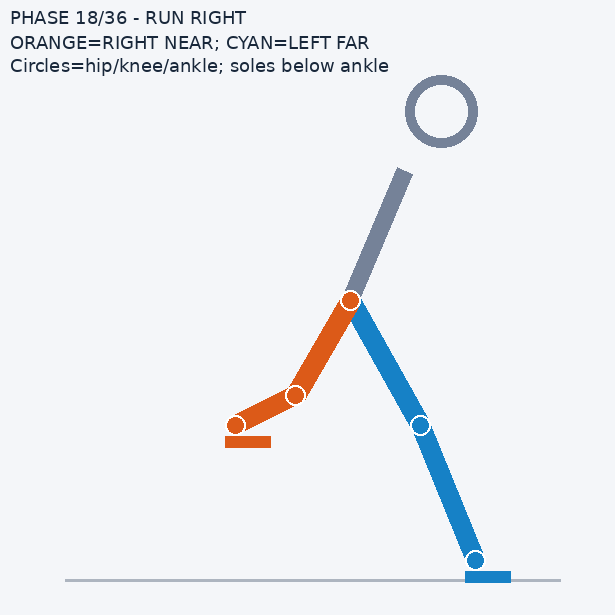 PHASE 18/36 - RUN RIGHT
ORANGE=RIGHT NEAR; CYAN=LEFT FAR
Circles=hip/knee/ankle; soles below ankle